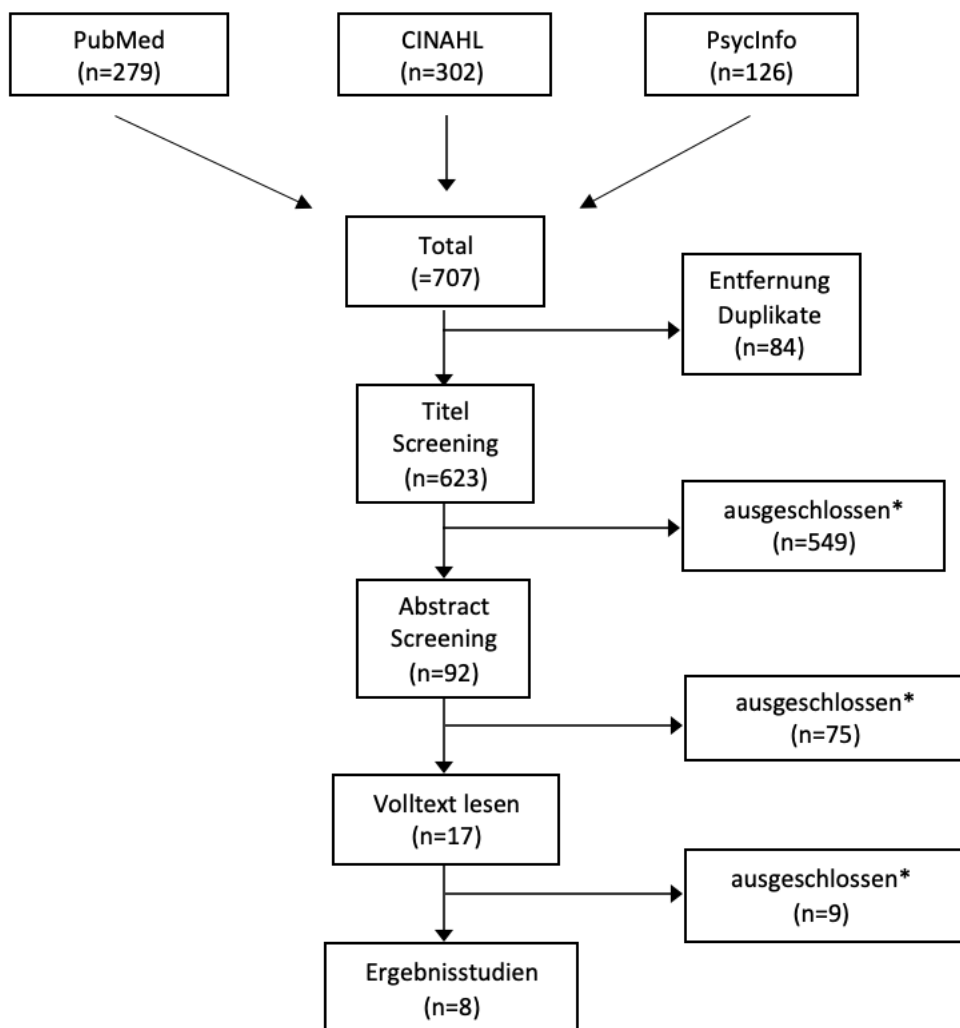 PubMed
(n=279)
CINAHL
(n=302)
PsycInfo
(n=126)
Total
(=707)
Entfernung
Duplikate
(n=84)
Titel
Screening
(n=623)
ausgeschlossen*
(n=549)
Abstract
Screening
(n=92)
ausgeschlossen*
(n=75)
Volltext lesen
(n=17)
ausgeschlossen*
(n=9)
Ergebnisstudien
(n=8)